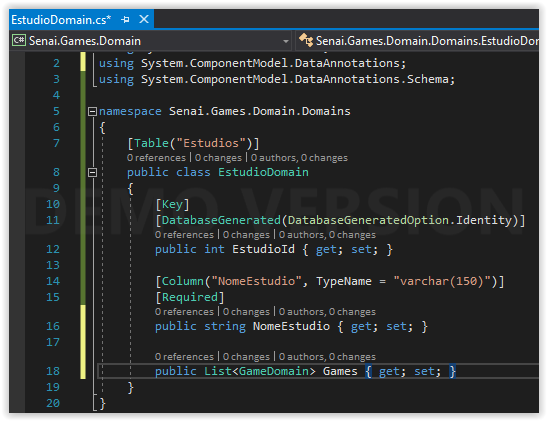 EstudioDomain.cs*
Senai.Games.Domain
Senai.Games.Domain.Domains.EstudioDon
2 using System.ComponentModel.DataAnnotations;
3 using System.ComponentModel.DataAnnotations.Schema;
4
5 namespace Senai.Games.Domain.Domains
6 {
7 [Table("Estudios")]
0 references | 0 changes | 0 authors, 0 changes
8 public class EstudioDomain
9 {
10 [Key]
11 [DatabaseGenerated(DatabaseGeneratedOption.Identity)]
0 references | 0 changes | 0 authors, 0 changes
12 public int EstudioId { get; set; }
13
14 [Column("NomeEstudio", TypeName = "varchar(150)")]
15 [Required]
0 references | 0 changes | 0 authors, 0 changes
16 public string NomeEstudio { get; set; }
17
0 references | 0 changes | 0 authors, 0 changes
18 public List<GameDomain> Games { get; set; }
19 }
20 }
DEMO VERSION